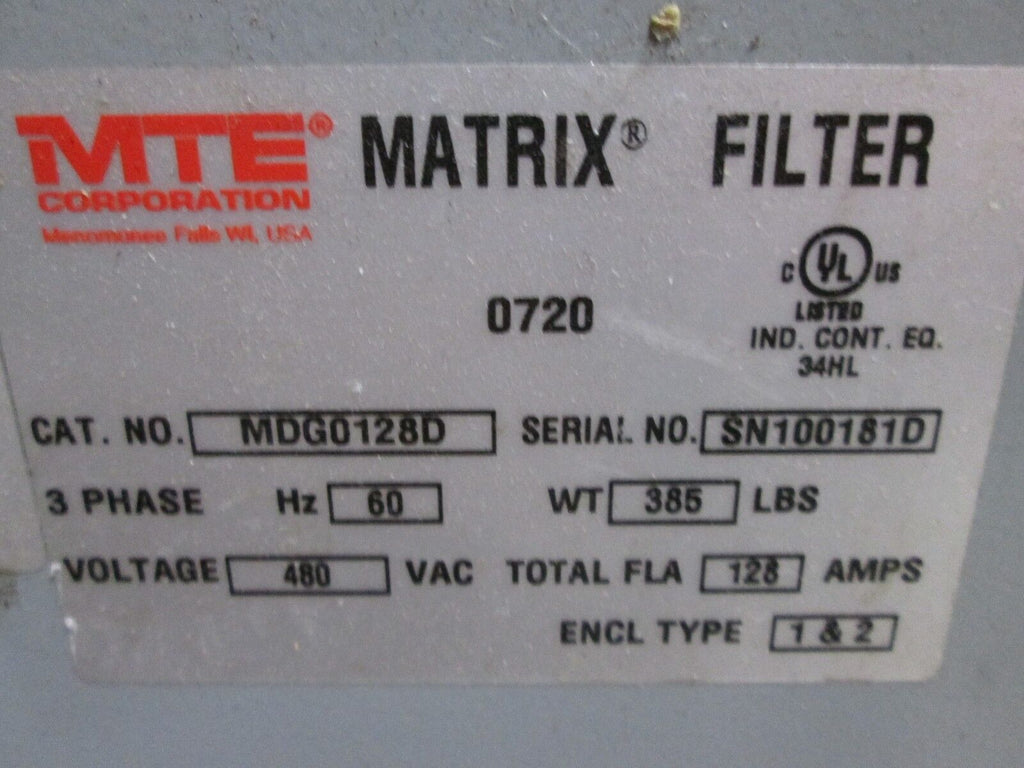 MTE® MATRIX® FILTER
CORPORATION
Menomonee Falls WI, USA
C UL US
LISTED
0720
IND. CONT. EQ.
34HL
CAT. NO. MDG0128D SERIAL NO. SN100181D
3 PHASE Hz 60 WT 385 LBS
VOLTAGE 480 VAC TOTAL FLA 128 AMPS
ENCL TYPE 1 & 2